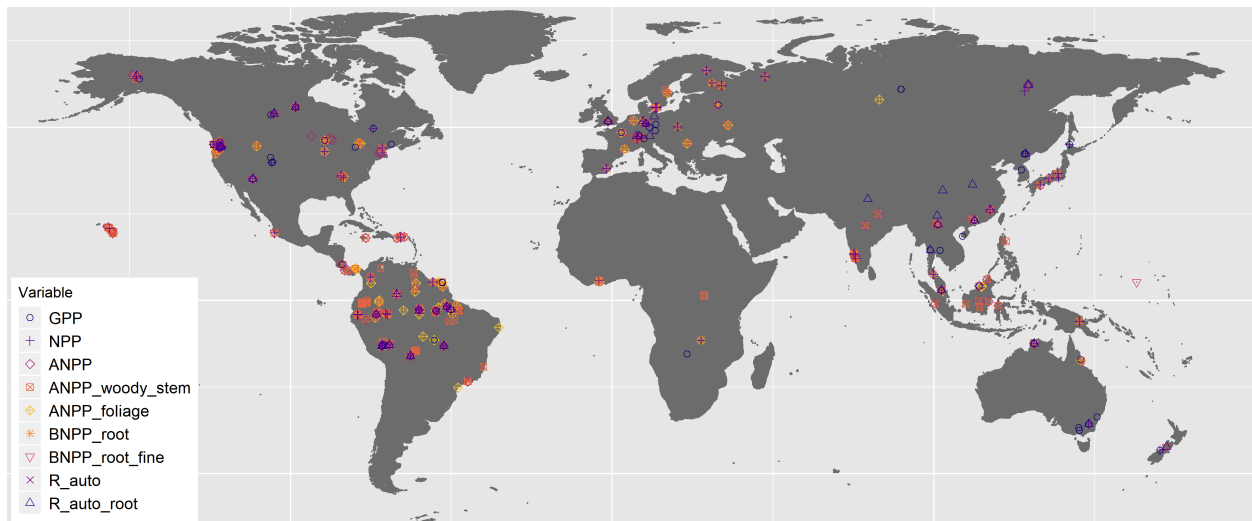 Variable
GPP
NPP
ANPP
ANPP_woody_stem
ANPP_foliage
BNPP_root
BNPP_root_fine
R_auto
R_auto_root